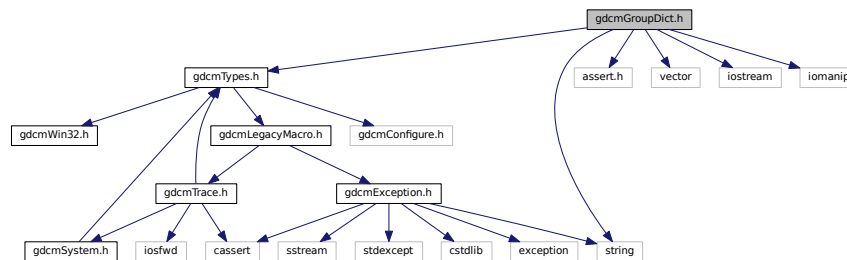 gdcmGroupDict.h
gdcmTypes.h
assert.h
vector
iostream
iomanip
gdcmWin32.h
gdcmLegacyMacro.h
gdcmConfigure.h
gdcmTrace.h
gdcmException.h
gdcmSystem.h
iosfwd
cassert
sstream
stdexcept
cstdlib
exception
string